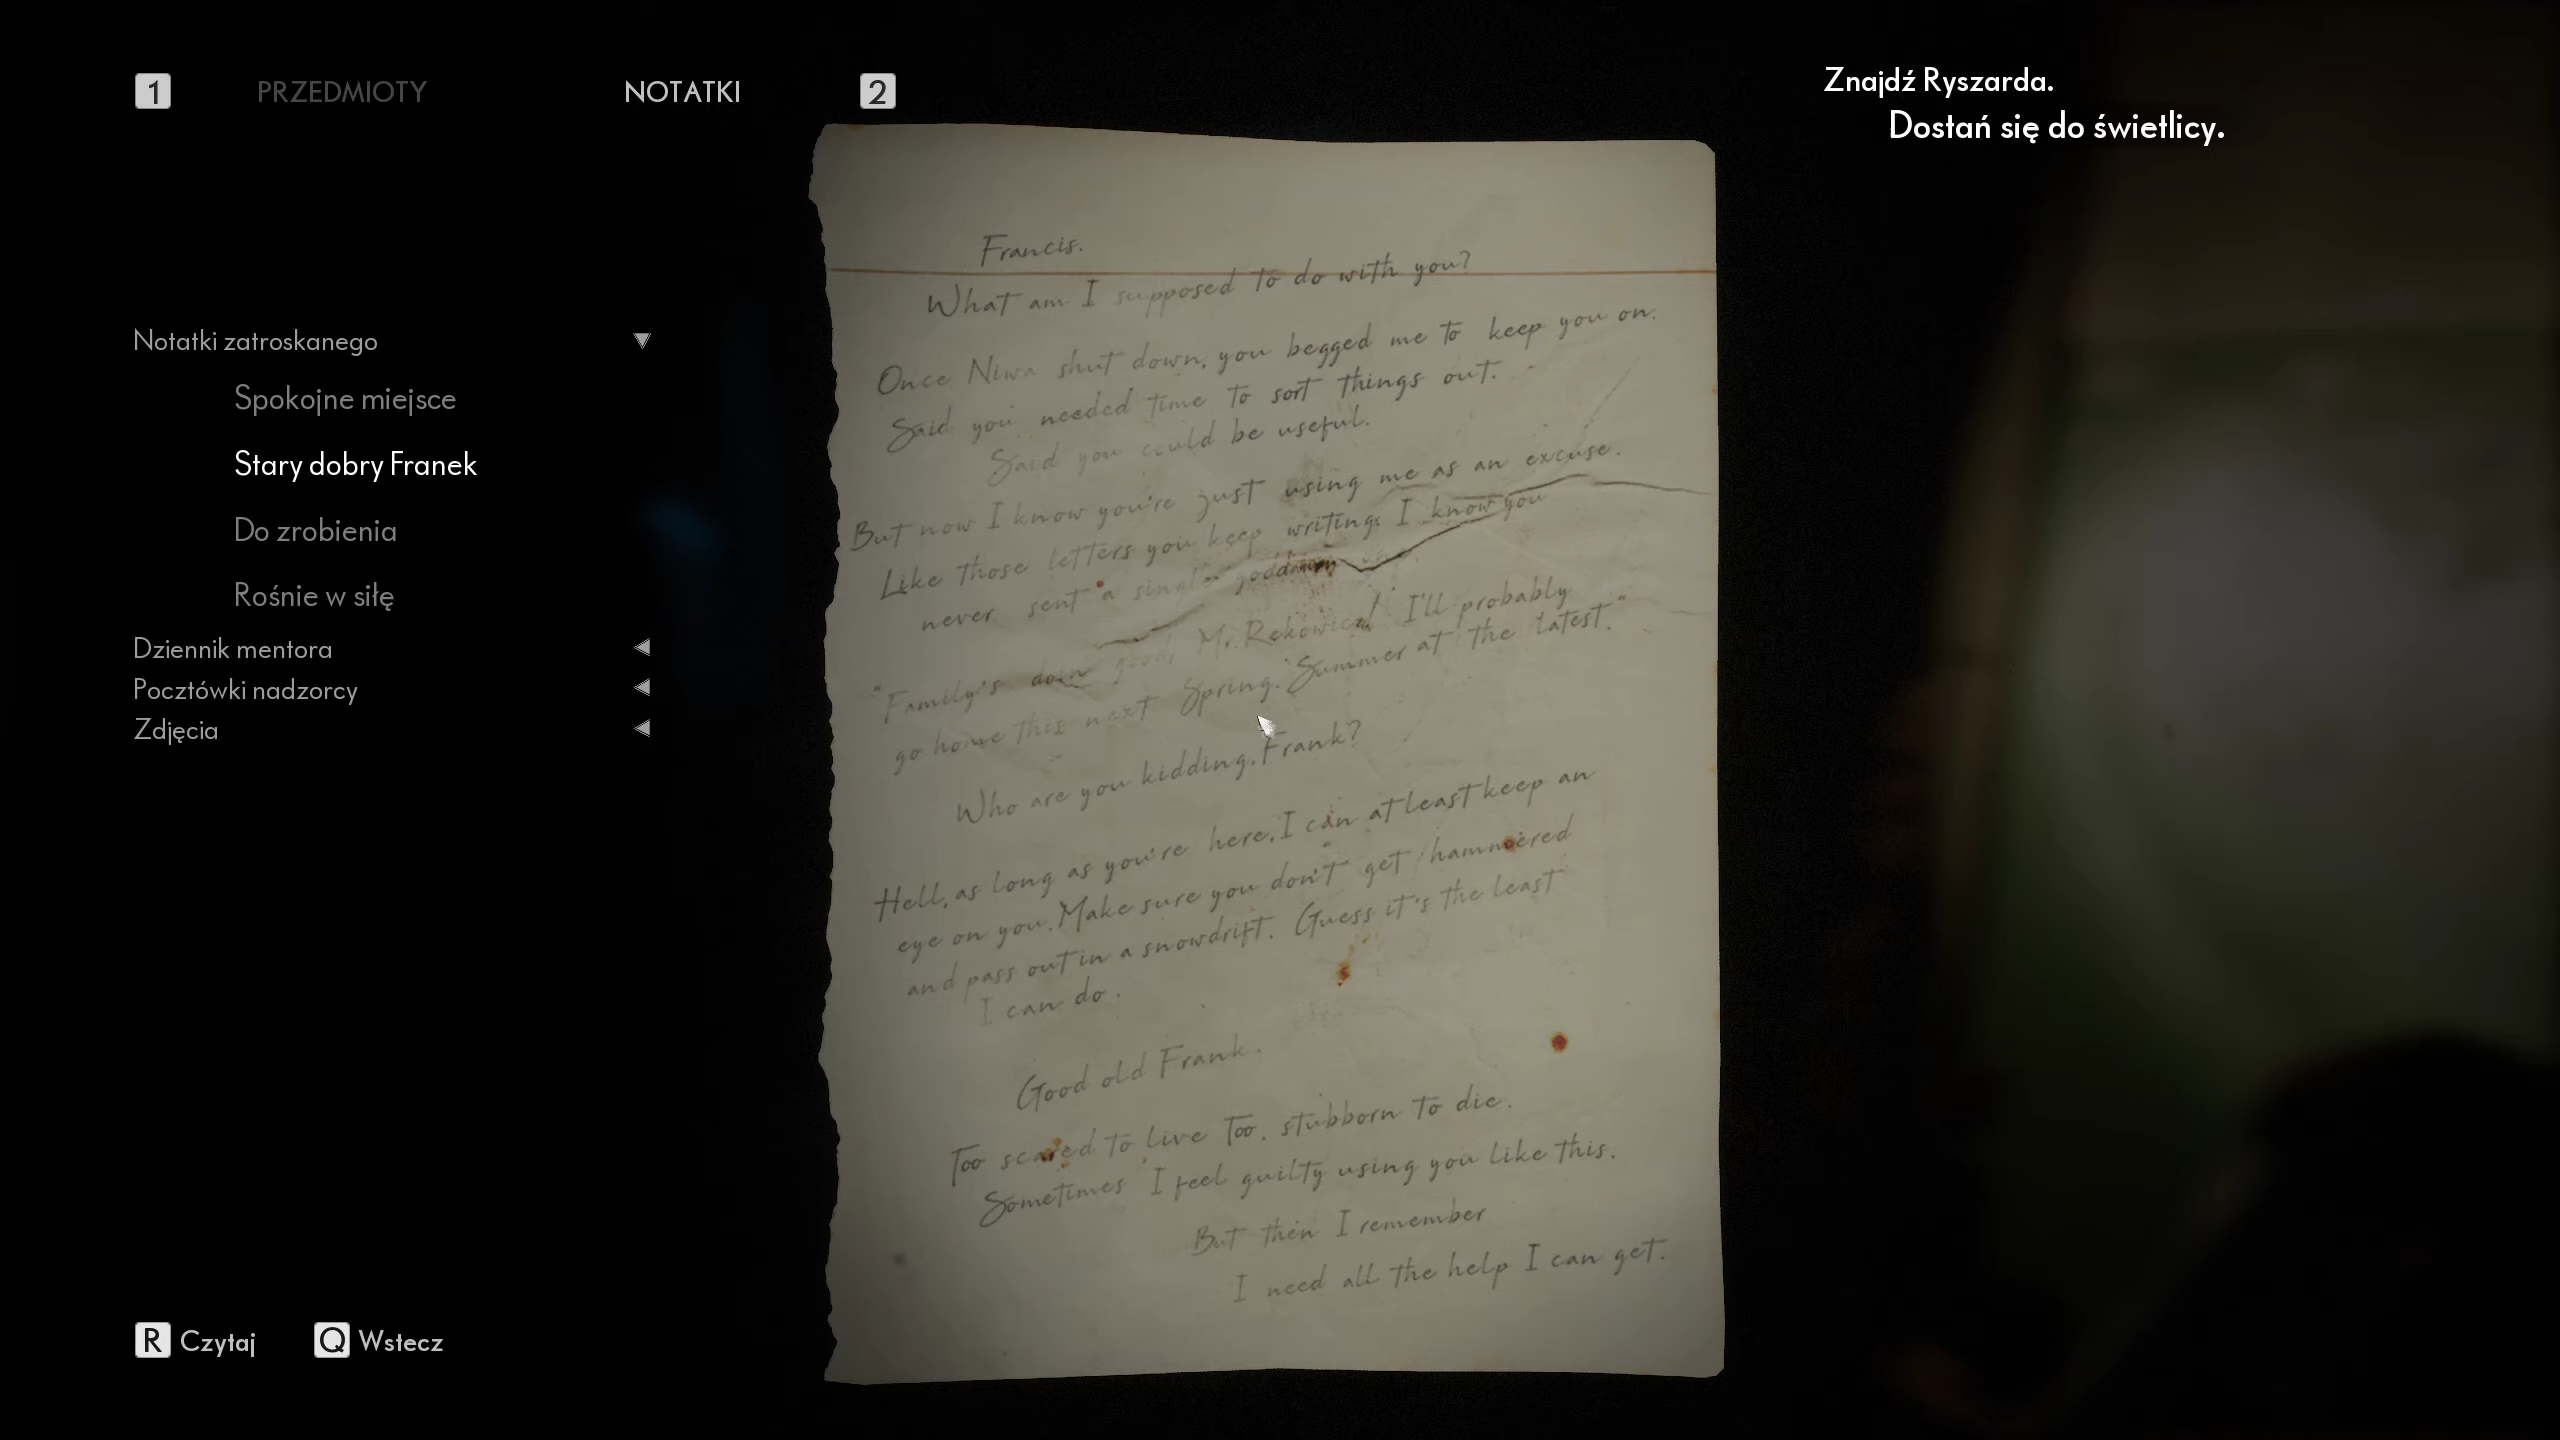 1 PRZEDMIOTY NOTATKI 2
Znajdź Ryszarda.
Dostań się do świetlicy.
Notatki zatroskanego
Spokojne miejsce
Stary dobry Franek
Do zrobienia
Rośnie w siłę
Dziennik mentora
Pocztówki nadzorcy
Zdjęcia
Francis.
What am I supposed to do with you?
Once Niwa shut down, you begged me to keep you on.
Said you needed time to sort things out.
Said you could be useful.
But now I know you're just using me as an excuse.
Like those letters you keep writing. I know you
never sent a single goddamn one.
"Family's doin' good, Mr. Rekowicz! I'll probably
go home this next Spring. Summer at the latest."
Who are you kidding, Frank?
Hell, as long as you're here, I can at least keep an
eye on you. Make sure you don't get hammered
and pass out in a snowdrift. Guess it's the least
I can do.
Good old Frank.
Too scared to live Too, stubborn to die.
Sometimes I feel guilty using you like this.
But then I remember
I need all the help I can get.
R Czytaj Q Wstecz